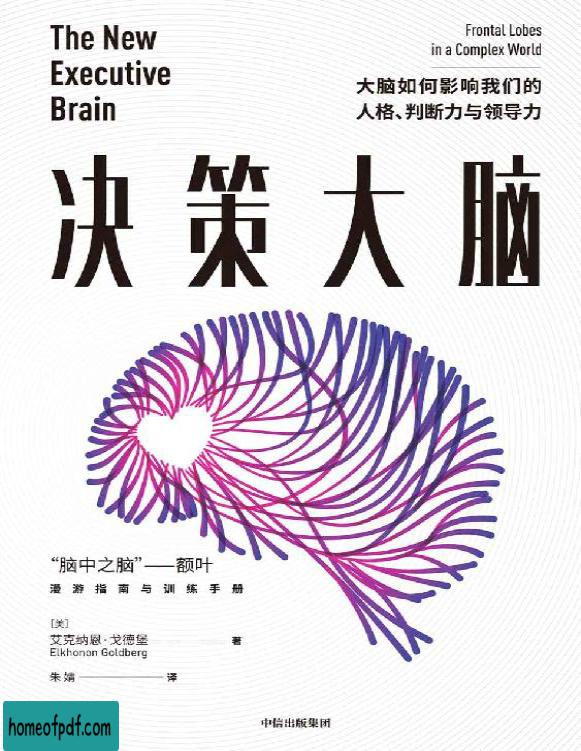 The New
Executive
Brain
Frontal Lobes
in a Complex World
大脑如何影响我们的
人格、判断力与领导力
决策大脑
“脑中之脑”——额叶
漫游指南与训练手册
[美]
艾克纳恩·戈德堡 著
Elkhonon Goldberg
朱婧 译
homeofpdf.com
中信出版集团